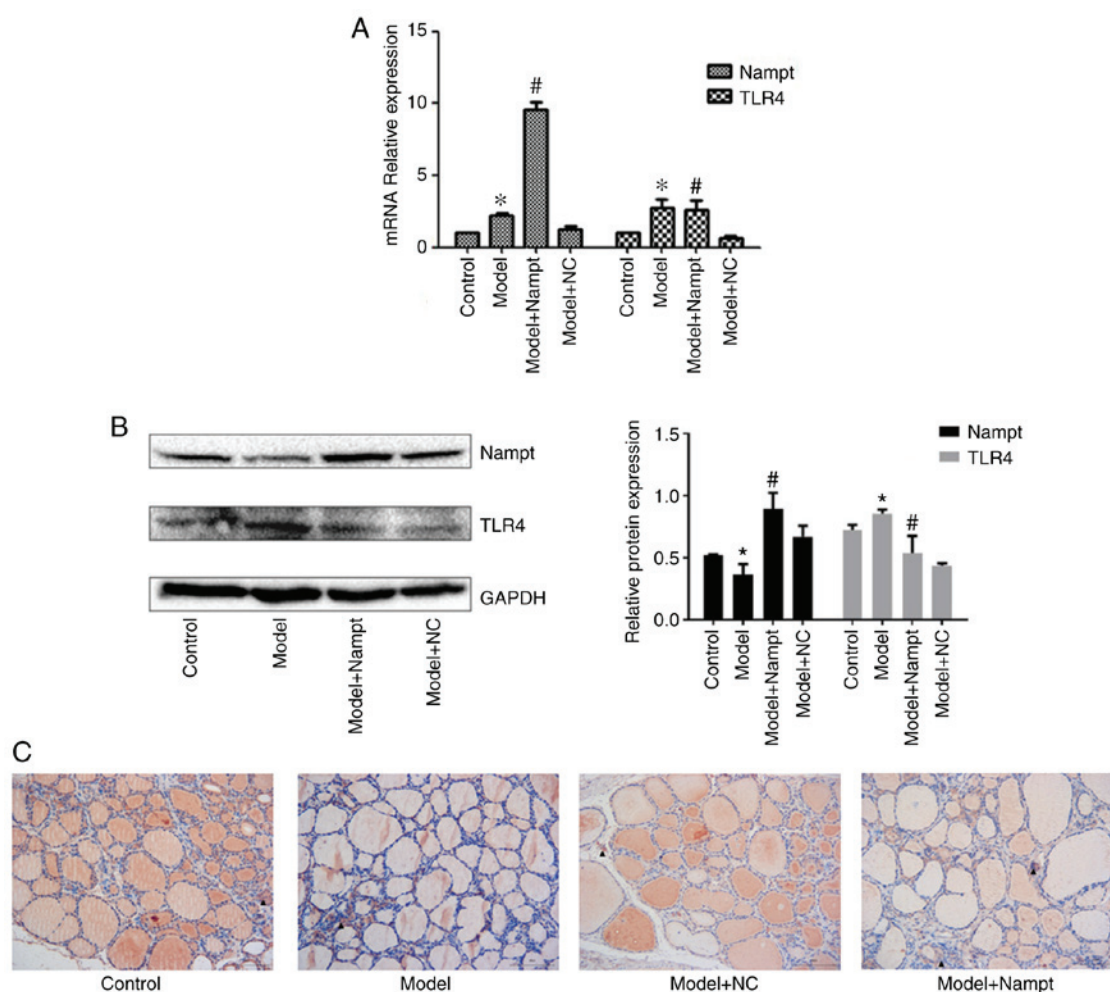 A
mRNA Relative expression
15
10
5
0
*
#
*
#
Nampt
TLR4
Control
Model
Model+Nampt
Model+NC
Control
Model
Model+Nampt
Model+NC
B
Nampt
TLR4
GAPDH
Control
Model
Model+Nampt
Model+NC
Relative protein expression
1.5
1.0
0.5
0.0
*
#
*
#
Nampt
TLR4
Control
Model
Model+Nampt
Model+NC
Control
Model
Model+Nampt
Model+NC
C
Control
Model
Model+NC
Model+Nampt